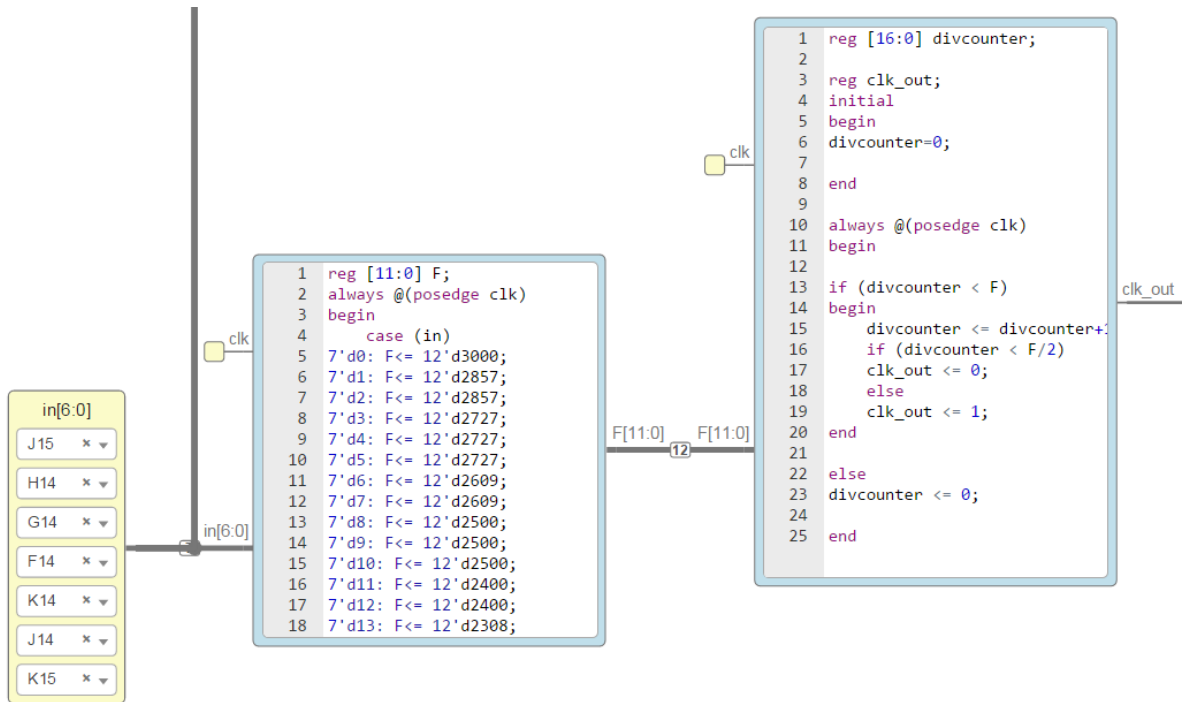 in[6:0]
J15
H14
G14
F14
K14
J14
K15
in[6:0]
clk
1 reg [11:0] F;
2 always @(posedge clk)
3 begin
4 case (in)
5 7'd0: F<= 12'd3000;
6 7'd1: F<= 12'd2857;
7 7'd2: F<= 12'd2857;
8 7'd3: F<= 12'd2727;
9 7'd4: F<= 12'd2727;
10 7'd5: F<= 12'd2727;
11 7'd6: F<= 12'd2609;
12 7'd7: F<= 12'd2609;
13 7'd8: F<= 12'd2500;
14 7'd9: F<= 12'd2500;
15 7'd10: F<= 12'd2500;
16 7'd11: F<= 12'd2400;
17 7'd12: F<= 12'd2400;
18 7'd13: F<= 12'd2308;
F[11:0]
12
F[11:0]
clk
1 reg [16:0] divcounter;
2
3 reg clk_out;
4 initial
5 begin
6 divcounter=0;
7
8 end
9
10 always @(posedge clk)
11 begin
12
13 if (divcounter < F)
14 begin
15 divcounter <= divcounter+1
16 if (divcounter < F/2)
17 clk_out <= 0;
18 else
19 clk_out <= 1;
20 end
21
22 else
23 divcounter <= 0;
24
25 end
clk_out